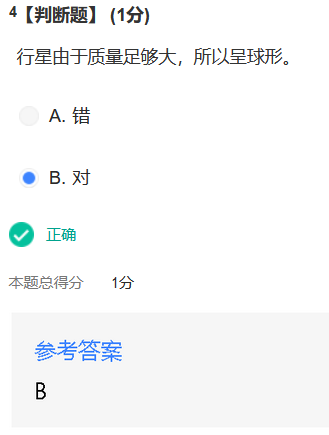 4【判断题】 (1分)
行星由于质量足够大，所以呈球形。
A. 错
B. 对
正确
本题总得分 1分
参考答案
B